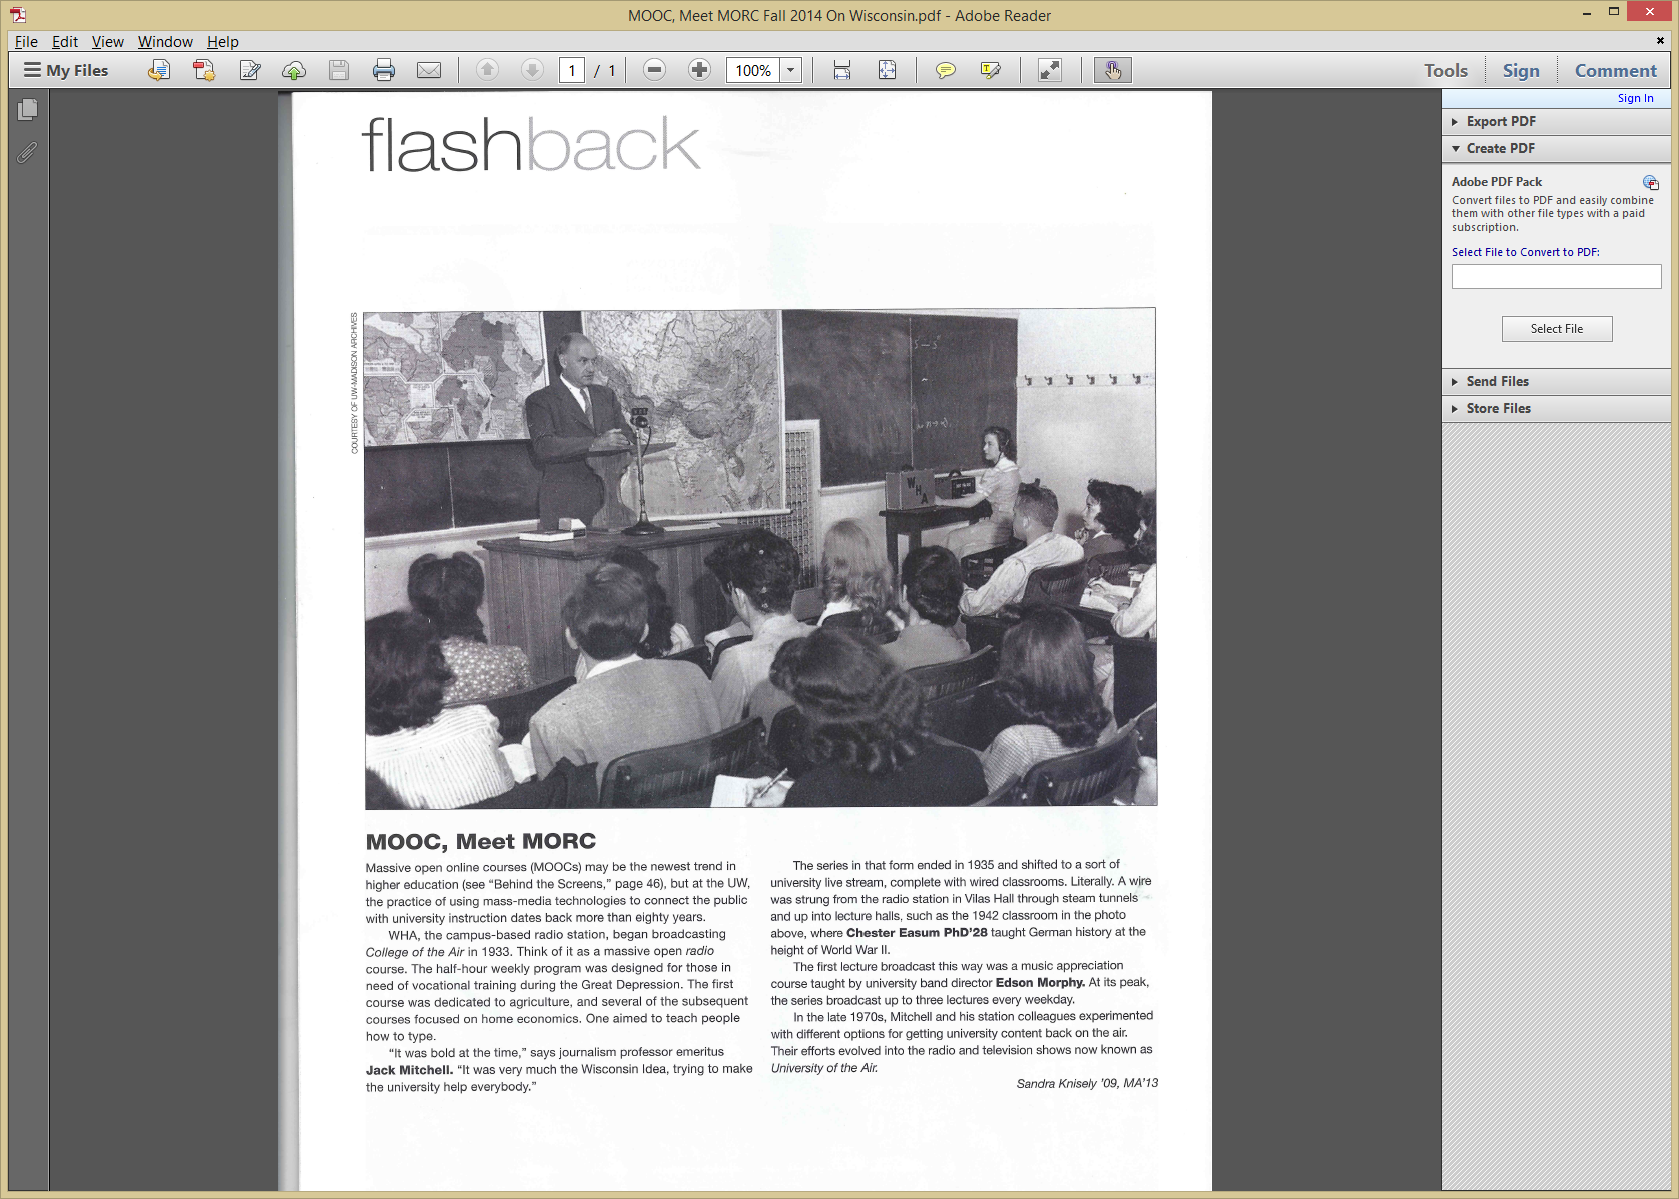 MOOC, Meet MORC Fall 2014 On Wisconsin.pdf - Adobe Reader
File Edit View Window Help
My Files 1 / 1 100% Tools Sign Comment
Sign In
Export PDF
Create PDF
Adobe PDF Pack
Convert files to PDF and easily combine
them with other file types with a paid
subscription.
Select File to Convert to PDF:
Select File
Send Files
Store Files
flashback
COURTESY OF UW-MADISON ARCHIVES
WHA
MOOC, Meet MORC
Massive open online courses (MOOCs) may be the newest trend in
higher education (see “Behind the Screens,” page 46), but at the UW,
the practice of using mass-media technologies to connect the public
with university instruction dates back more than eighty years.
WHA, the campus-based radio station, began broadcasting
College of the Air in 1933. Think of it as a massive open radio
course. The half-hour weekly program was designed for those in
need of vocational training during the Great Depression. The first
course was dedicated to agriculture, and several of the subsequent
courses focused on home economics. One aimed to teach people
how to type.
“It was bold at the time,” says journalism professor emeritus
Jack Mitchell. “It was very much the Wisconsin Idea, trying to make
the university help everybody.”
The series in that form ended in 1935 and shifted to a sort of
university live stream, complete with wired classrooms. Literally. A wire
was strung from the radio station in Vilas Hall through steam tunnels
and up into lecture halls, such as the 1942 classroom in the photo
above, where Chester Easum PhD’28 taught German history at the
height of World War II.
The first lecture broadcast this way was a music appreciation
course taught by university band director Edson Morphy. At its peak,
the series broadcast up to three lectures every weekday.
In the late 1970s, Mitchell and his station colleagues experimented
with different options for getting university content back on the air.
Their efforts evolved into the radio and television shows now known as
University of the Air.
Sandra Knisely ’09, MA’13